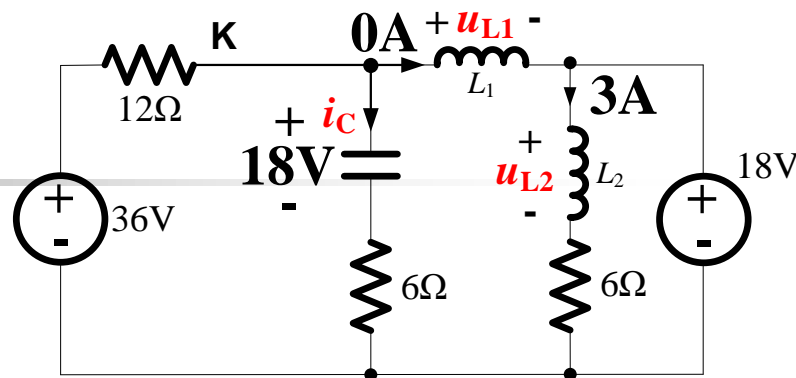 K
0A
+ uL1 -
12Ω
L1
3A
+
iC
18V
-
+
uL2
-
L2
18V
+
-
36V
+
-
6Ω
6Ω